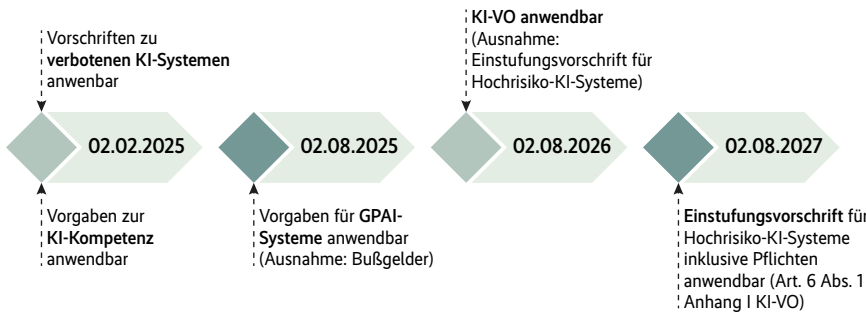 Vorschriften zu
verbotenen KI-Systemen
anwenbar
KI-VO anwendbar
(Ausnahme:
Einstufungsvorschrift für
Hochrisiko-KI-Systeme)
02.02.2025
02.08.2025
02.08.2026
02.08.2027
Vorgaben zur
KI-Kompetenz
anwendbar
Vorgaben für GPAI-
Systeme anwendbar
(Ausnahme: Bußgelder)
Einstufungsvorschrift für
Hochrisiko-KI-Systeme
inklusive Pflichten
anwendbar (Art. 6 Abs. 1
Anhang I KI-VO)